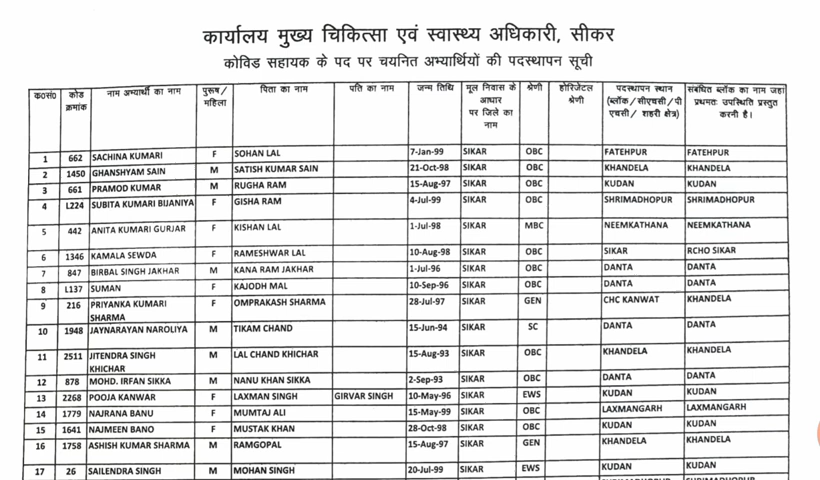 कार्यालय मुख्य चिकित्सा एवं स्वास्थ्य अधिकारी, सीकर
कोविड सहायक के पद पर चयनित अभ्यार्थियों की पदस्थापन सूची
क०सं० कोड क्रमांक नाम अभ्यार्थी का नाम पुरूष/महिला पिता का नाम पति का नाम जन्म तिथि मूल निवास के आधार पर जिले का नाम श्रेणी होरिजेंटल श्रेणी पदस्थापन स्थान (ब्लॉक/सीएचसी/पीएचसी/ शहरी क्षेत्र) संबंधित ब्लॉक का नाम जहां प्रथमतः उपस्थिति प्रस्तुत करनी है।
1 662 SACHINA KUMARI F SOHAN LAL 7-Jan-99 SIKAR OBC FATEHPUR FATEHPUR
2 1450 GHANSHYAM SAIN M SATISH KUMAR SAIN 21-Oct-98 SIKAR OBC KHANDELA KHANDELA
3 661 PRAMOD KUMAR M RUGHA RAM 15-Aug-97 SIKAR OBC KUDAN KUDAN
4 L224 SUBITA KUMARI BIJANIYA F GISHA RAM 4-Jul-99 SIKAR OBC SHRIMADHOPUR SHRIMADHOPUR
5 442 ANITA KUMARI GURJAR F KISHAN LAL 1-Jul-98 SIKAR MBC NEEMKATHANA NEEMKATHANA
6 1346 KAMALA SEWDA F RAMESHWAR LAL 10-Aug-98 SIKAR OBC SIKAR RCHO SIKAR
7 847 BIRBAL SINGH JAKHAR M KANA RAM JAKHAR 1-Jul-96 SIKAR OBC DANTA DANTA
8 L137 SUMAN F KAJODH MAL 10-Sep-96 SIKAR OBC DANTA DANTA
9 216 PRIYANKA KUMARI SHARMA F OMPRAKASH SHARMA 28-Jul-97 SIKAR GEN CHC KANWAT KHANDELA
10 1948 JAYNARAYAN NAROLIYA M TIKAM CHAND 15-Jun-94 SIKAR SC DANTA DANTA
11 2511 JITENDRA SINGH KHICHAR M LAL CHAND KHICHAR 15-Aug-93 SIKAR OBC KHANDELA KHANDELA
12 878 MOHD. IRFAN SIKKA M NANU KHAN SIKKA 2-Sep-93 SIKAR OBC DANTA DANTA
13 2268 POOJA KANWAR F LAXMAN SINGH GIRVAR SINGH 10-May-96 SIKAR EWS KUDAN KUDAN
14 1779 NAJRANA BANU F MUMTAJ ALI 15-May-99 SIKAR OBC LAXMANGARH LAXMANGARH
15 1641 NAJMEEN BANO F MUSTAK KHAN 28-Oct-98 SIKAR OBC KUDAN KUDAN
16 1758 ASHISH KUMAR SHARMA M RAMGOPAL 15-Aug-97 SIKAR GEN KHANDELA KHANDELA
17 26 SAILENDRA SINGH M MOHAN SINGH 20-Jul-99 SIKAR EWS KUDAN KUDAN